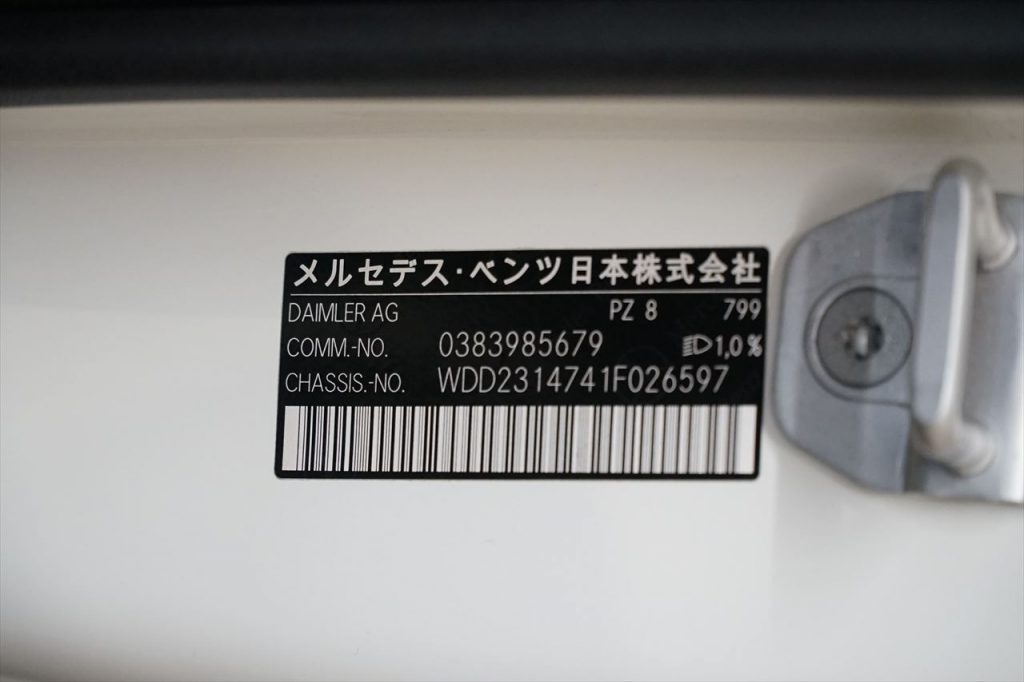 メルセデス・ベンツ日本株式会社
DAIMLER AG PZ 8 799
COMM.-NO. 0383985679 1,0%
CHASSIS.-NO. WDD2314741F026597